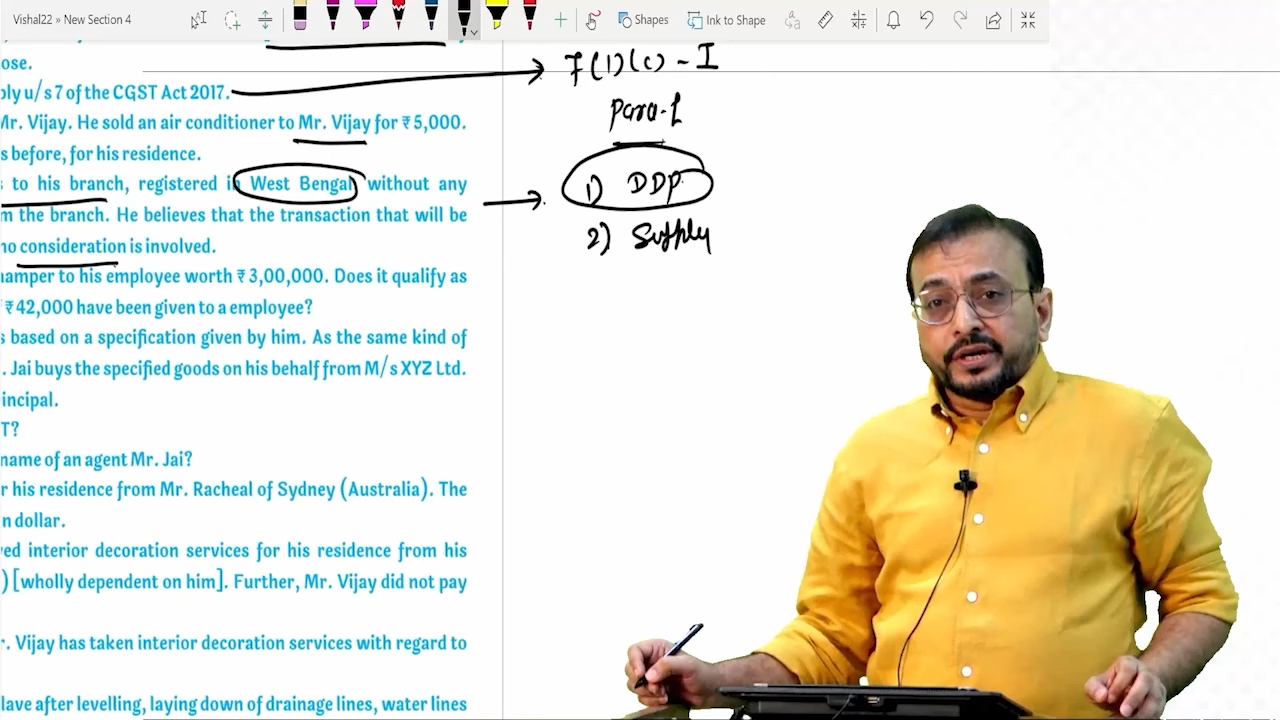 Vishal22 » New Section 4
Shapes
Ink to Shape
ose.
ply u/s 7 of the CGST Act 2017.
Mr. Vijay. He sold an air conditioner to Mr. Vijay for ₹ 5,000.
s before, for his residence.
s to his branch, registered in West Bengal without any
m the branch. He believes that the transaction that will be
no consideration is involved.
hamper to his employee worth ₹ 3,00,000. Does it qualify as
₹ 42,000 have been given to a employee?
s based on a specification given by him. As the same kind of
. Jai buys the specified goods on his behalf from M/s XYZ Ltd.
incipal.
T?
name of an agent Mr. Jai?
r his residence from Mr. Racheal of Sydney (Australia). The
n dollar.
ved interior decoration services for his residence from his
) [wholly dependent on him]. Further, Mr. Vijay did not pay
r. Vijay has taken interior decoration services with regard to
lave after levelling, laying down of drainage lines, water lines
7(1)(c) - I
Para-1
1) DDP
2) Supply